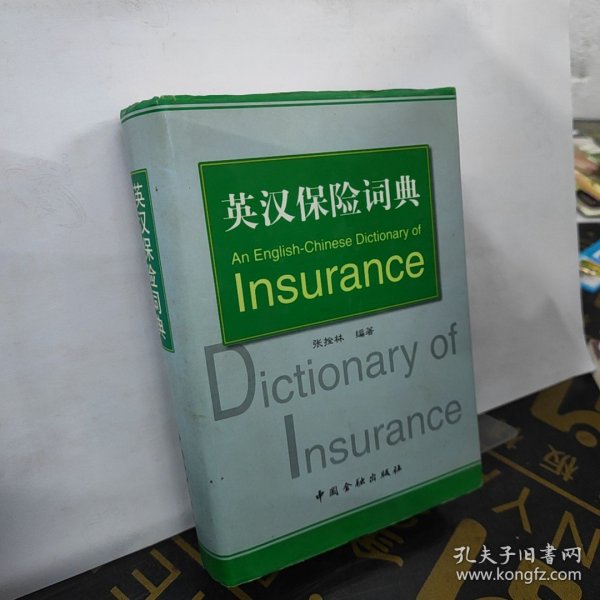 英汉保险词典
An English-Chinese Dictionary of
Insurance
张栓林 编著
Dictionary of
Insurance
中国金融出版社
英汉保险词典
板
孔夫子旧书网
www.kongfz.com